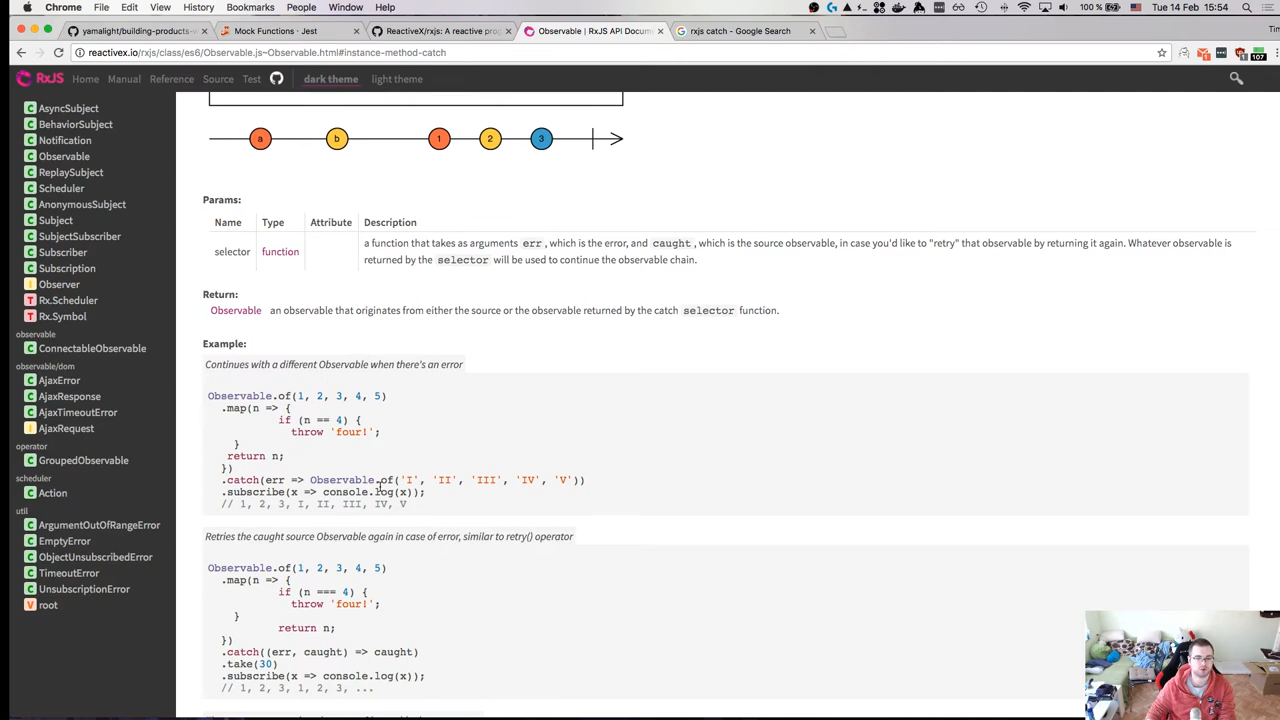 Chrome File Edit View History Bookmarks People Window Help 100 % Tue 14 Feb 15:54
yamalight/building-products-w Mock Functions · Jest ReactiveX/rxjs: A reactive prog Observable | RxJS API Docume rxjs catch - Google Search
reactivex.io/rxjs/class/es6/Observable.js~Observable.html#instance-method-catch 107
RxJS Home Manual Reference Source Test dark theme light theme
C AsyncSubject
C BehaviorSubject
C Notification
C Observable
C ReplaySubject
C Scheduler
C AnonymousSubject
C Subject
C SubjectSubscriber
C Subscriber
C Subscription
I Observer
T Rx.Scheduler
T Rx.Symbol
observable
C ConnectableObservable
observable/dom
C AjaxError
C AjaxResponse
C AjaxTimeoutError
I AjaxRequest
operator
C GroupedObservable
scheduler
C Action
util
C ArgumentOutOfRangeError
C EmptyError
C ObjectUnsubscribedError
C TimeoutError
C UnsubscriptionError
V root
a b 1 2 3
Params:
Name Type Attribute Description
selector function a function that takes as arguments err , which is the error, and caught , which is the source observable, in case you'd like to "retry" that observable by returning it again. Whatever observable is
returned by the selector will be used to continue the observable chain.
Return:
Observable an observable that originates from either the source or the observable returned by the catch selector function.
Example:
Continues with a different Observable when there's an error
Observable.of(1, 2, 3, 4, 5)
.map(n => {
if (n == 4) {
throw 'four!';
}
return n;
})
.catch(err => Observable.of('I', 'II', 'III', 'IV', 'V'))
.subscribe(x => console.log(x));
// 1, 2, 3, I, II, III, IV, V
Retries the caught source Observable again in case of error, similar to retry() operator
Observable.of(1, 2, 3, 4, 5)
.map(n => {
if (n === 4) {
throw 'four!';
}
return n;
})
.catch((err, caught) => caught)
.take(30)
.subscribe(x => console.log(x));
// 1, 2, 3, 1, 2, 3, ...